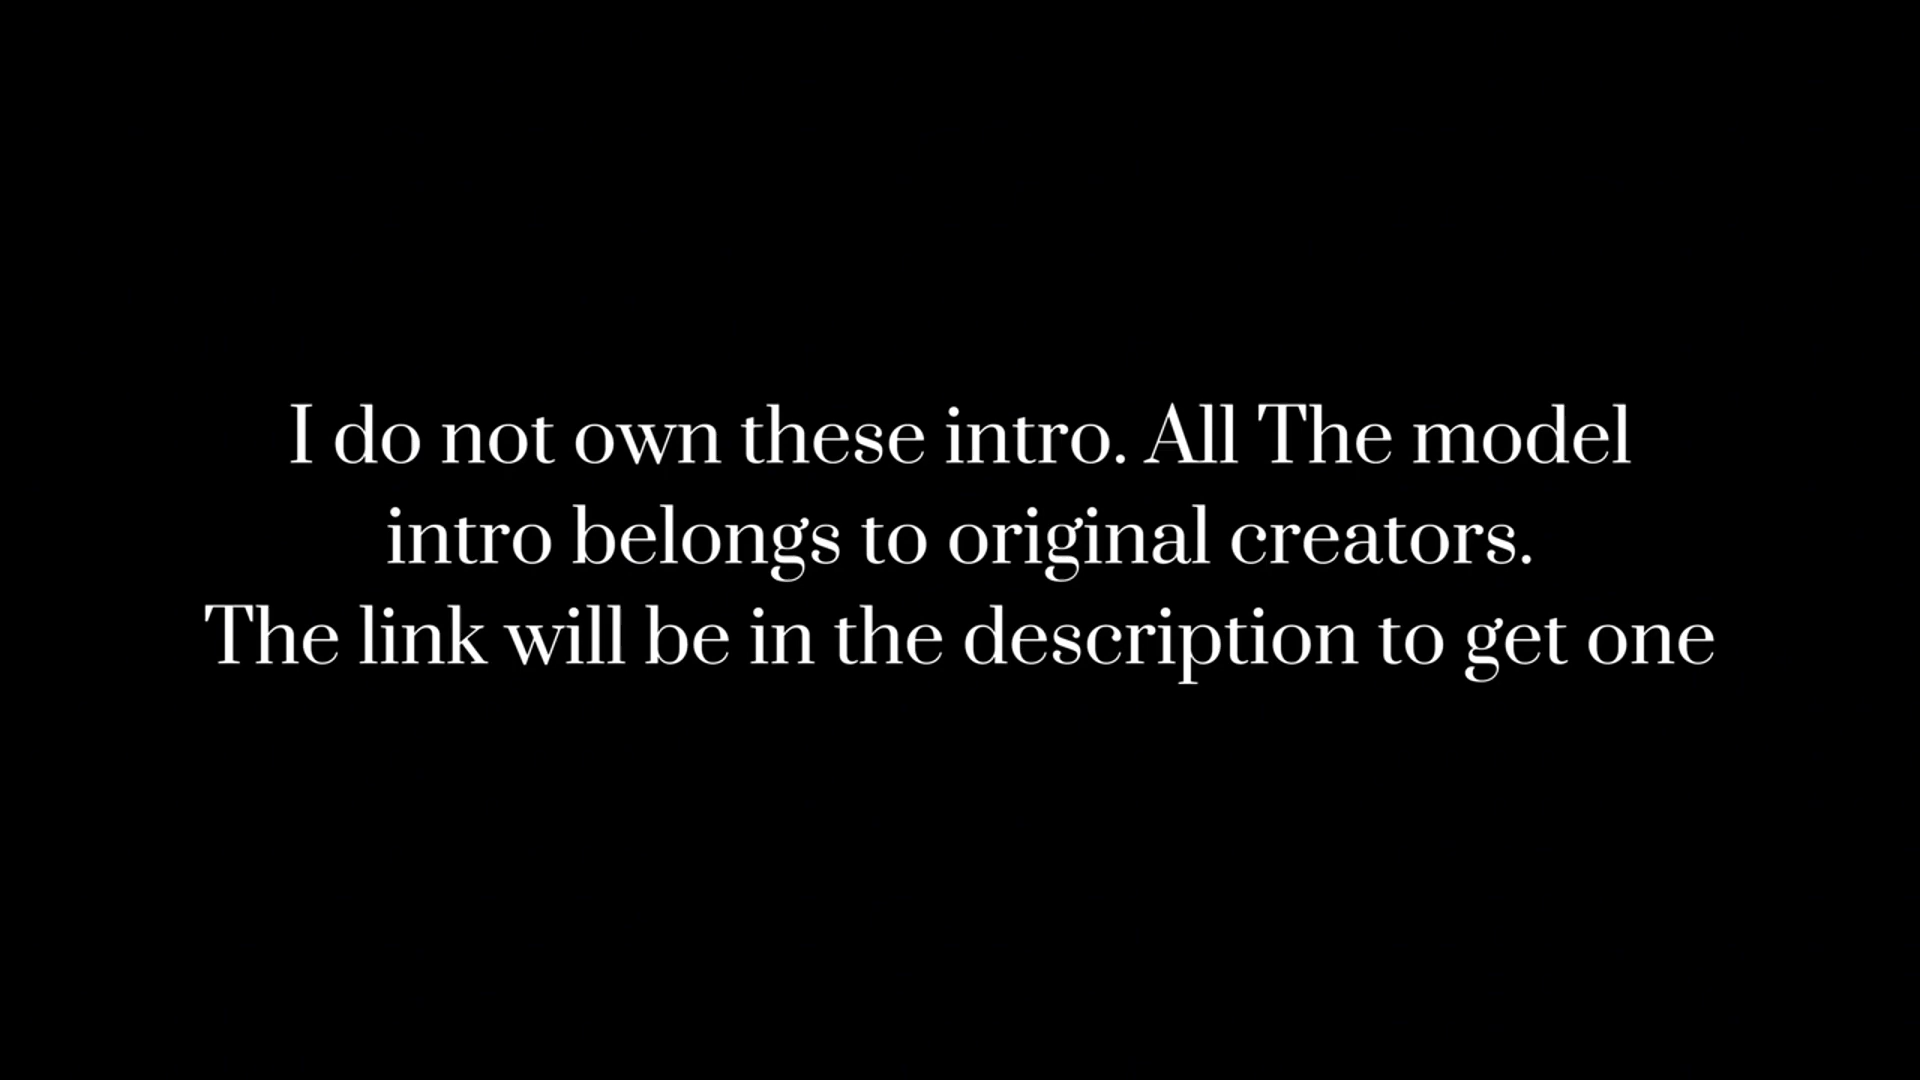 I do not own these intro. All The model
intro belongs to original creators.
The link will be in the description to get one